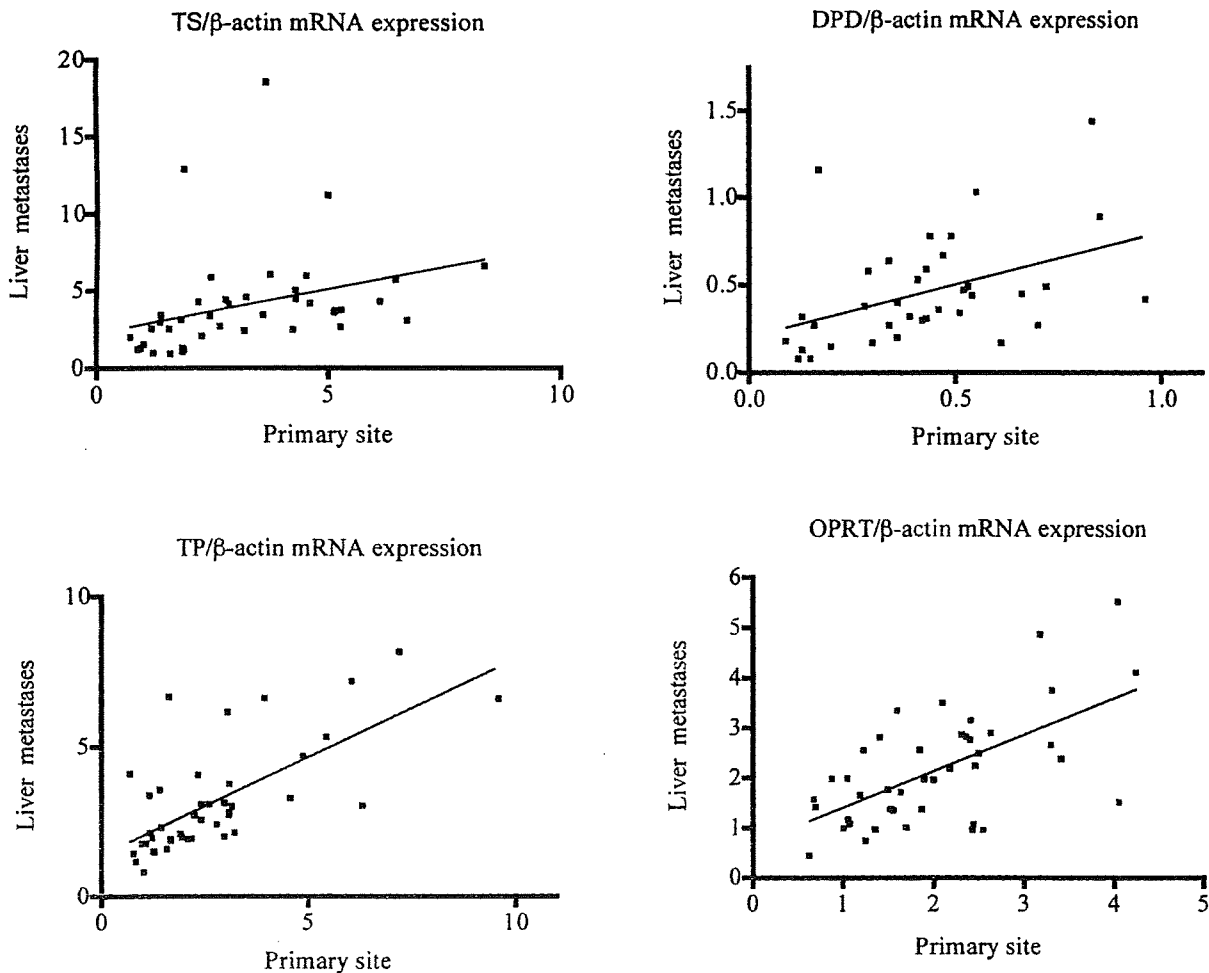 TS/β-actin mRNA expression
20
15
10
5
0
Liver metastases
0 5 10
Primary site
DPD/β-actin mRNA expression
1.5
1.0
0.5
0.0
Liver metastases
0.0 0.5 1.0
Primary site
TP/β-actin mRNA expression
10
5
0
Liver metastases
0 5 10
Primary site
OPRT/β-actin mRNA expression
6
5
4
3
2
1
0
Liver metastases
0 1 2 3 4 5
Primary site